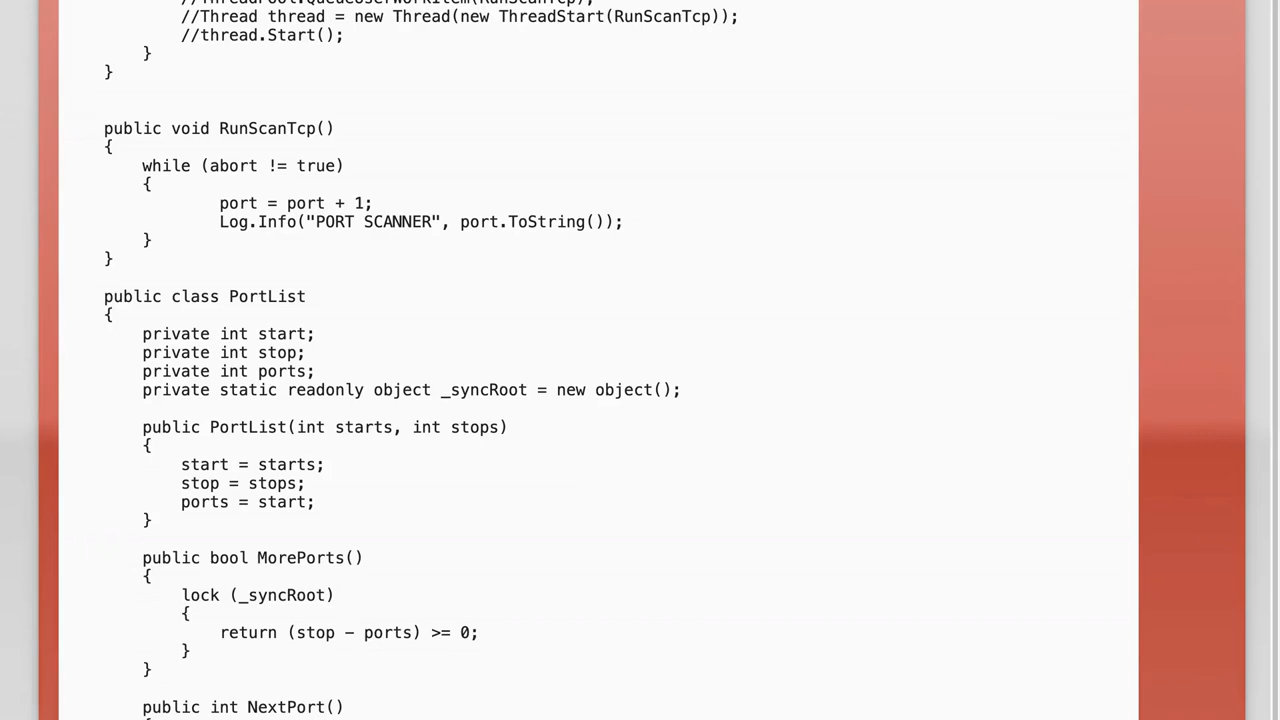 //ThreadPool.QueueUserWorkItem(RunScanTcp);
//Thread thread = new Thread(new ThreadStart(RunScanTcp));
//thread.Start();
}
}
public void RunScanTcp()
{
while (abort != true)
{
port = port + 1;
Log.Info("PORT SCANNER", port.ToString());
}
}
public class PortList
{
private int start;
private int stop;
private int ports;
private static readonly object _syncRoot = new object();
public PortList(int starts, int stops)
{
start = starts;
stop = stops;
ports = start;
}
public bool MorePorts()
{
lock (_syncRoot)
{
return (stop − ports) >= 0;
}
}
public int NextPort()
{